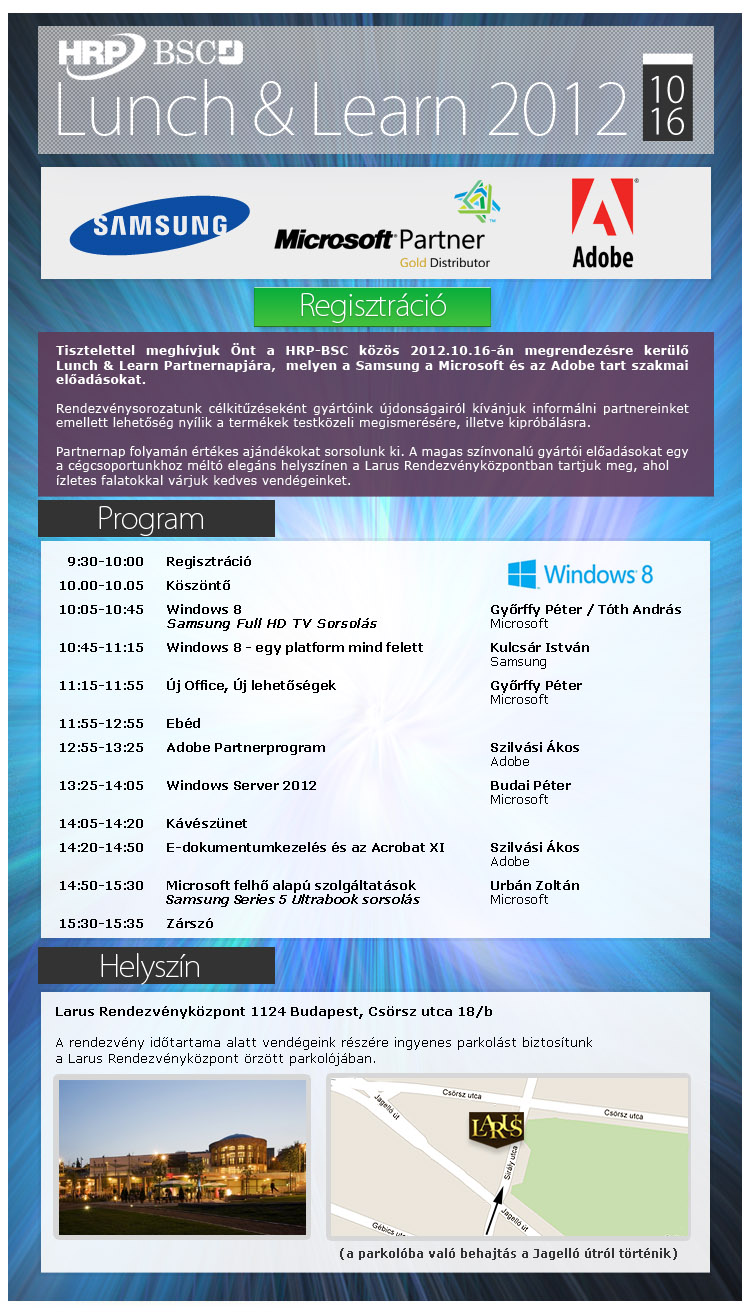 HRP BSC
Lunch & Learn 2012 10 16
SAMSUNG
Microsoft Partner
Gold Distributor
Adobe
Regisztráció
Tisztelettel meghívjuk Önt a HRP-BSC közös 2012.10.16-án megrendezésre kerülő
Lunch & Learn Partnernapjára, melyen a Samsung a Microsoft és az Adobe tart szakmai
előadásokat.
Rendezvénysorozatunk célkitűzéseként gyártóink újdonságairól kívánjuk informálni partnereinket
emellett lehetőség nyílik a termékek testközeli megismerésére, illetve kipróbálásra.
Partnernap folyamán értékes ajándékokat sorsolunk ki. A magas színvonalú gyártói előadásokat egy
a cégcsoportunkhoz méltó elegáns helyszínen a Larus Rendezvényközpontban tartjuk meg, ahol
ízletes falatokkal várjuk kedves vendégeinket.
Program
9:30-10:00 Regisztráció
Windows 8
10.00-10.05 Köszöntő
10:05-10:45 Windows 8 Győrffy Péter / Tóth András
Samsung Full HD TV Sorsolás Microsoft
10:45-11:15 Windows 8 - egy platform mind felett Kulcsár István
Samsung
11:15-11:55 Új Office, Új lehetőségek Győrffy Péter
Microsoft
11:55-12:55 Ebéd
12:55-13:25 Adobe Partnerprogram Szilvási Ákos
Adobe
13:25-14:05 Windows Server 2012 Budai Péter
Microsoft
14:05-14:20 Kávészünet
14:20-14:50 E-dokumentumkezelés és az Acrobat XI Szilvási Ákos
Adobe
14:50-15:30 Microsoft felhő alapú szolgáltatások Urbán Zoltán
Samsung Series 5 Ultrabook sorsolás Microsoft
15:30-15:35 Zárszó
Helyszín
Larus Rendezvényközpont 1124 Budapest, Csörsz utca 18/b
A rendezvény időtartama alatt vendégeink részére ingyenes parkolást biztosítunk
a Larus Rendezvényközpont örzött parkolójában.
Csörsz utca
Csörsz utca
Jagelló út
LARUS
Sirály utca
Jagelló út
Gébics utca
(a parkolóba való behajtás a Jagelló útról történik)